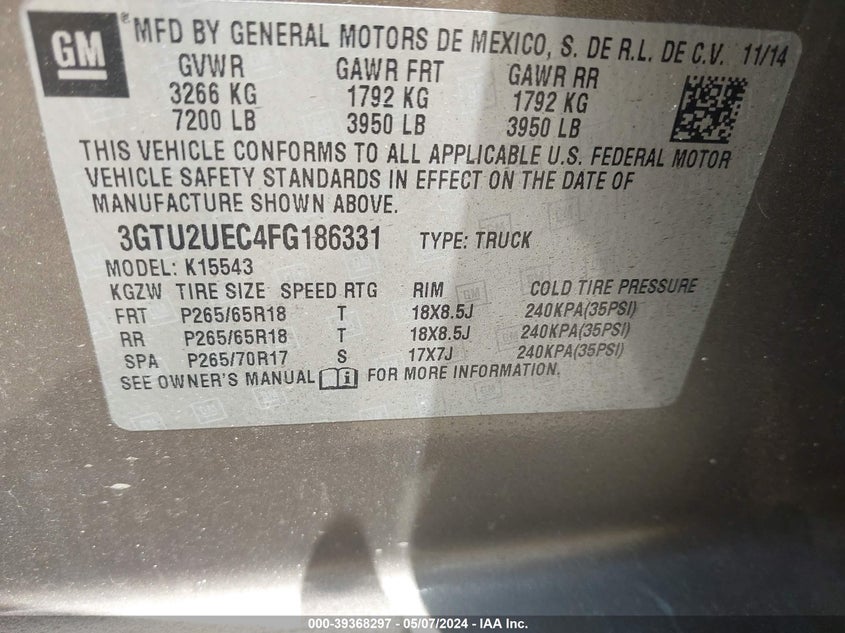 GM ® MFD BY GENERAL MOTORS DE MEXICO, S. DE R.L. DE C.V. 11/14
GVWR GAWR FRT GAWR RR
3266 KG 1792 KG 1792 KG
7200 LB 3950 LB 3950 LB
THIS VEHICLE CONFORMS TO ALL APPLICABLE U.S. FEDERAL MOTOR
VEHICLE SAFETY STANDARDS IN EFFECT ON THE DATE OF
MANUFACTURE SHOWN ABOVE.
3GTU2UEC4FG186331 TYPE: TRUCK
MODEL: K15543
KGZW TIRE SIZE SPEED RTG RIM COLD TIRE PRESSURE
FRT P265/65R18 T 18X8.5J 240KPA(35PSI)
RR P265/65R18 T 18X8.5J 240KPA(35PSI)
SPA P265/70R17 S 17X7J 240KPA(35PSI)
SEE OWNER'S MANUAL i FOR MORE INFORMATION.
000-39368297 - 05/07/2024 - IAA Inc.